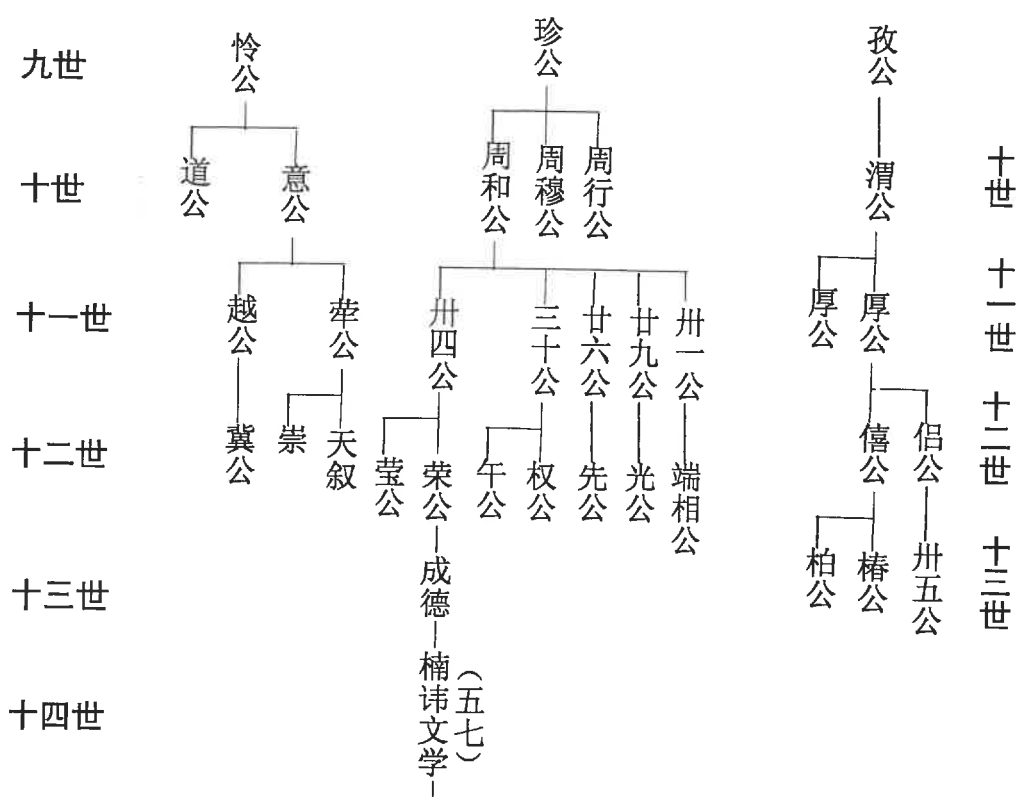 九世
怜公
珍公
孜公
十世
道公
意公
周和公
周穆公
周行公
渭公
十世
十一世
越公
荦公
卅四公
三十公
廿六公
廿九公
卅一公
厚公
厚公
十一世
十二世
冀公
崇
天叙
莹公
荣公
午公
权公
先公
光公
端相公
僖公
侣公
十二世
十三世
成德
柏公
椿公
卅五公
十三世
十四世
楠讳文学
（五七）